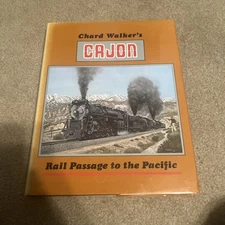 Chard Walker's
CAJON
Rail Passage to the Pacific